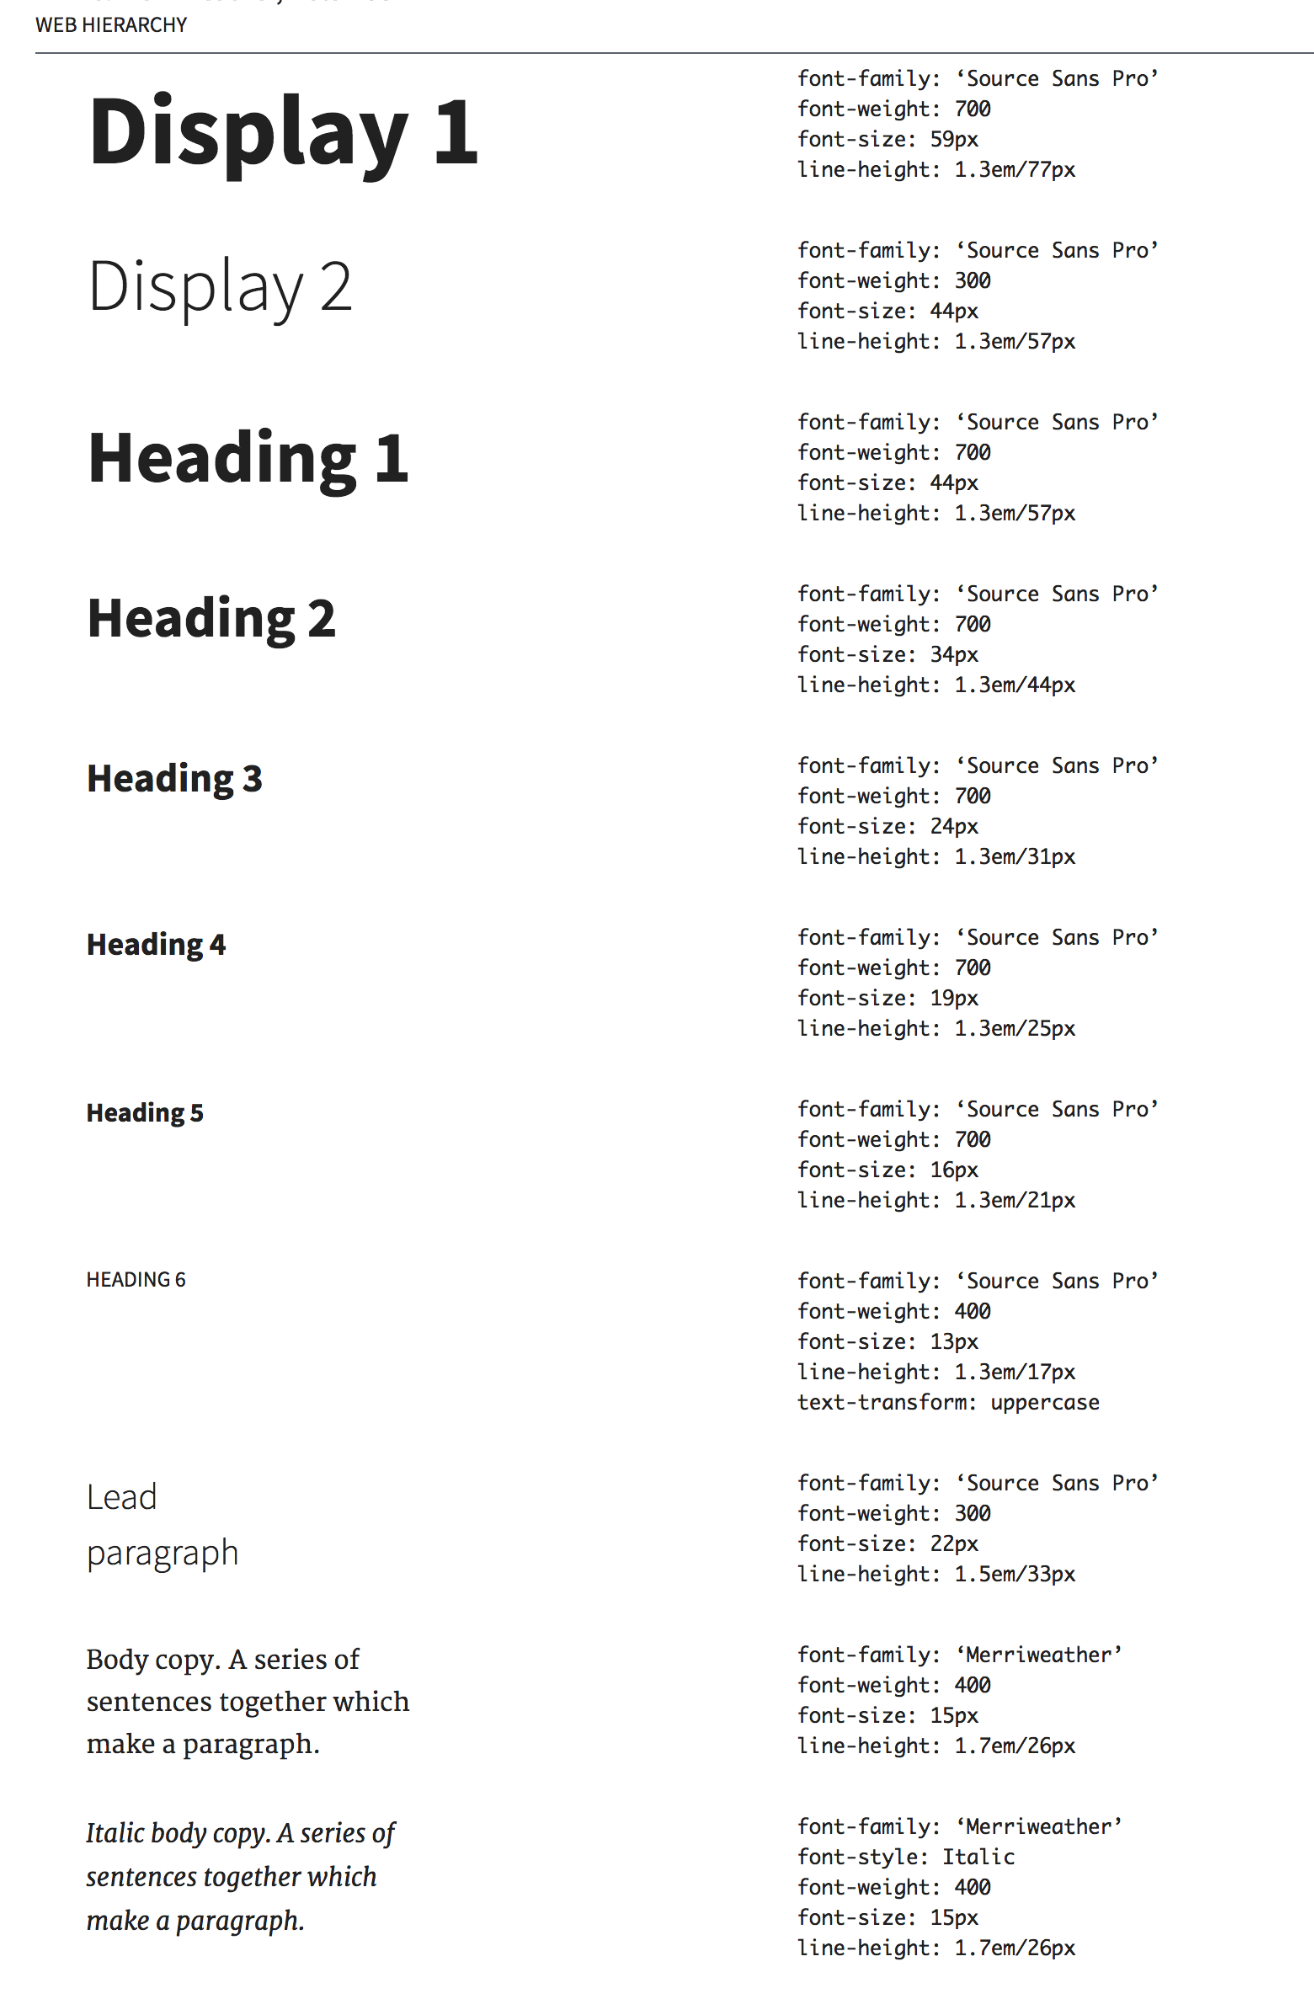 WEB HIERARCHY
Display 1
font-family: ‘Source Sans Pro’
font-weight: 700
font-size: 59px
line-height: 1.3em/77px
Display 2
font-family: ‘Source Sans Pro’
font-weight: 300
font-size: 44px
line-height: 1.3em/57px
Heading 1
font-family: ‘Source Sans Pro’
font-weight: 700
font-size: 44px
line-height: 1.3em/57px
Heading 2
font-family: ‘Source Sans Pro’
font-weight: 700
font-size: 34px
line-height: 1.3em/44px
Heading 3
font-family: ‘Source Sans Pro’
font-weight: 700
font-size: 24px
line-height: 1.3em/31px
Heading 4
font-family: ‘Source Sans Pro’
font-weight: 700
font-size: 19px
line-height: 1.3em/25px
Heading 5
font-family: ‘Source Sans Pro’
font-weight: 700
font-size: 16px
line-height: 1.3em/21px
HEADING 6
font-family: ‘Source Sans Pro’
font-weight: 400
font-size: 13px
line-height: 1.3em/17px
text-transform: uppercase
Lead
paragraph
font-family: ‘Source Sans Pro’
font-weight: 300
font-size: 22px
line-height: 1.5em/33px
Body copy. A series of
sentences together which
make a paragraph.
font-family: ‘Merriweather’
font-weight: 400
font-size: 15px
line-height: 1.7em/26px
Italic body copy. A series of
sentences together which
make a paragraph.
font-family: ‘Merriweather’
font-style: Italic
font-weight: 400
font-size: 15px
line-height: 1.7em/26px